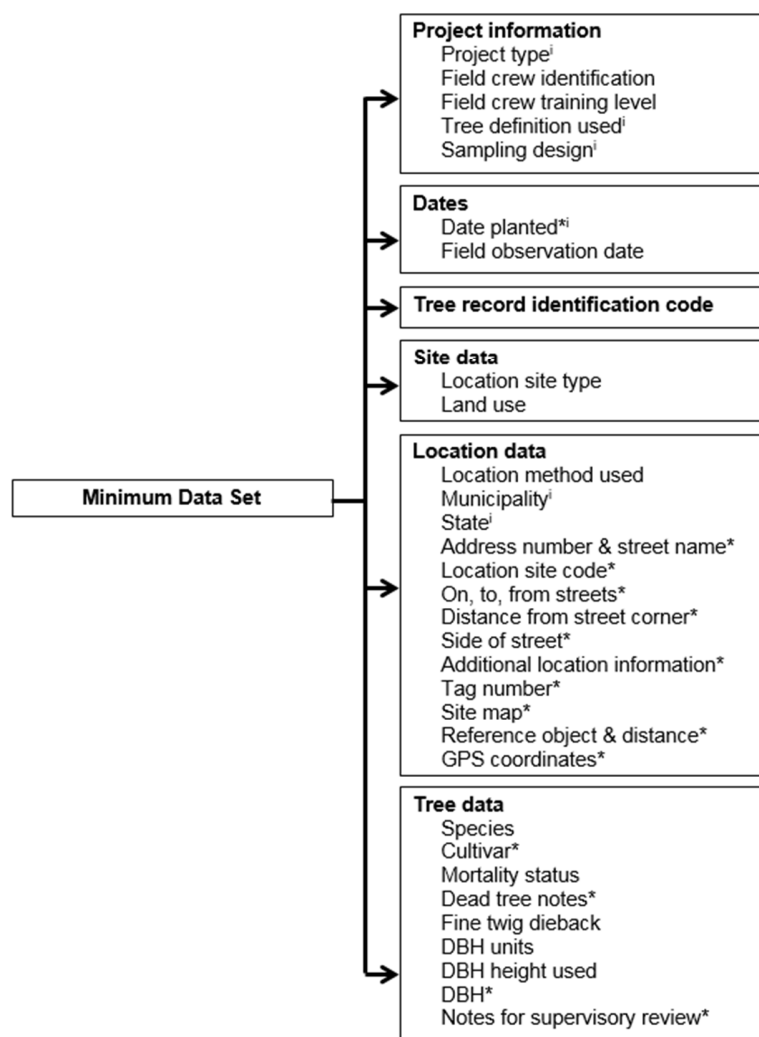 Project information
Project typeⁱ
Field crew identification
Field crew training level
Tree definition usedⁱ
Sampling designⁱ
Dates
Date planted*ⁱ
Field observation date
Tree record identification code
Site data
Location site type
Land use
Minimum Data Set
Location data
Location method used
Municipalityⁱ
Stateⁱ
Address number & street name*
Location site code*
On, to, from streets*
Distance from street corner*
Side of street*
Additional location information*
Tag number*
Site map*
Reference object & distance*
GPS coordinates*
Tree data
Species
Cultivar*
Mortality status
Dead tree notes*
Fine twig dieback
DBH units
DBH height used
DBH*
Notes for supervisory review*